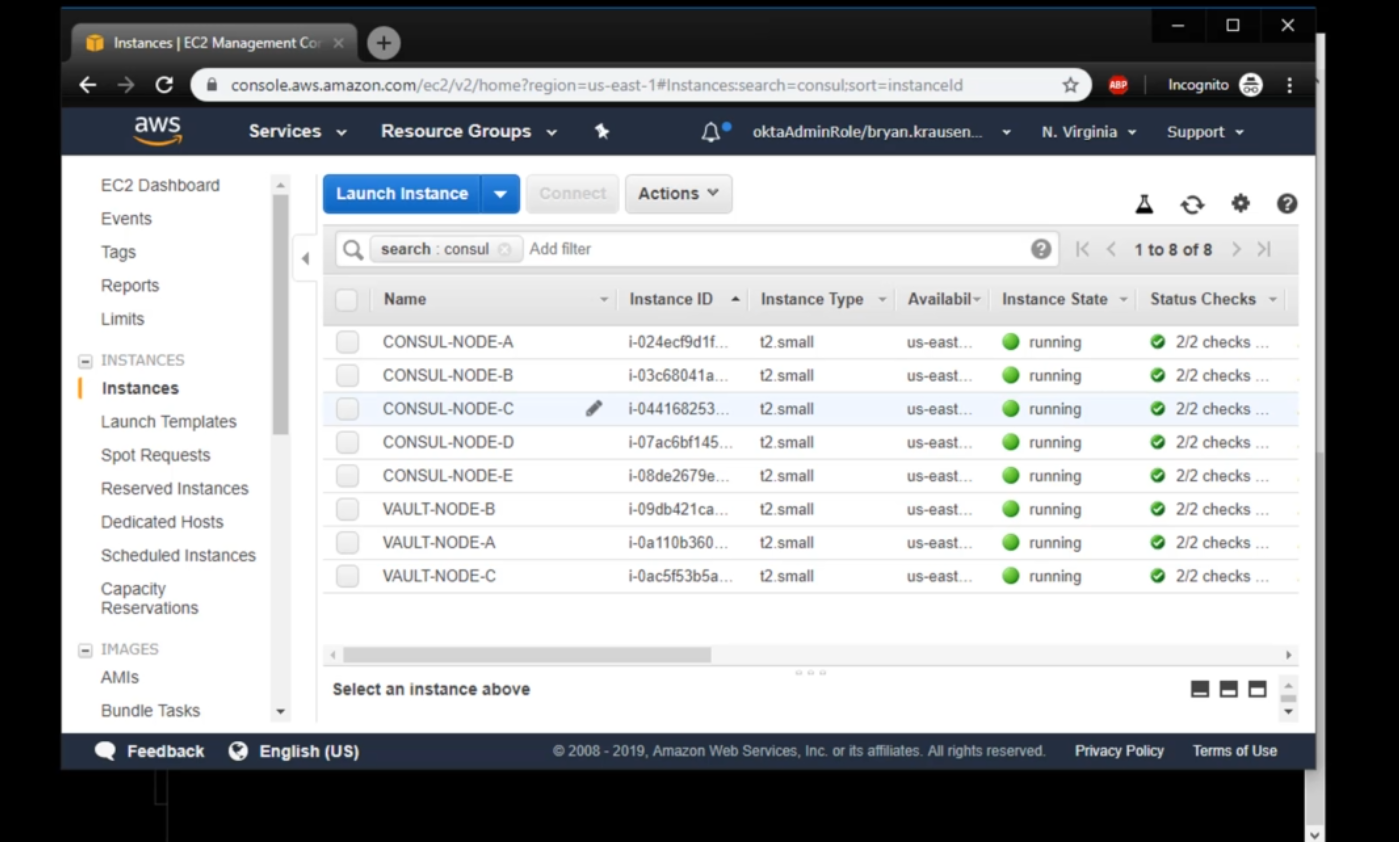 Instances | EC2 Management Cor
console.aws.amazon.com/ec2/v2/home?region=us-east-1#Instances:search=consul;sort=instanceId
ABP
Incognito
aws
Services
Resource Groups
oktaAdminRole/bryan.krausen...
N. Virginia
Support
EC2 Dashboard
Events
Tags
Reports
Limits
INSTANCES
Instances
Launch Templates
Spot Requests
Reserved Instances
Dedicated Hosts
Scheduled Instances
Capacity
Reservations
IMAGES
AMIs
Bundle Tasks
Launch Instance
Connect
Actions
search : consul
Add filter
1 to 8 of 8
Name Instance ID Instance Type Availabil Instance State Status Checks
CONSUL-NODE-A i-024ecf9d1f... t2.small us-east... running 2/2 checks ...
CONSUL-NODE-B i-03c68041a... t2.small us-east... running 2/2 checks ...
CONSUL-NODE-C i-044168253... t2.small us-east... running 2/2 checks ...
CONSUL-NODE-D i-07ac6bf145... t2.small us-east... running 2/2 checks ...
CONSUL-NODE-E i-08de2679e... t2.small us-east... running 2/2 checks ...
VAULT-NODE-B i-09db421ca... t2.small us-east... running 2/2 checks ...
VAULT-NODE-A i-0a110b360... t2.small us-east... running 2/2 checks ...
VAULT-NODE-C i-0ac5f53b5a... t2.small us-east... running 2/2 checks ...
Select an instance above
Feedback
English (US)
© 2008 - 2019, Amazon Web Services, Inc. or its affiliates. All rights reserved.
Privacy Policy
Terms of Use